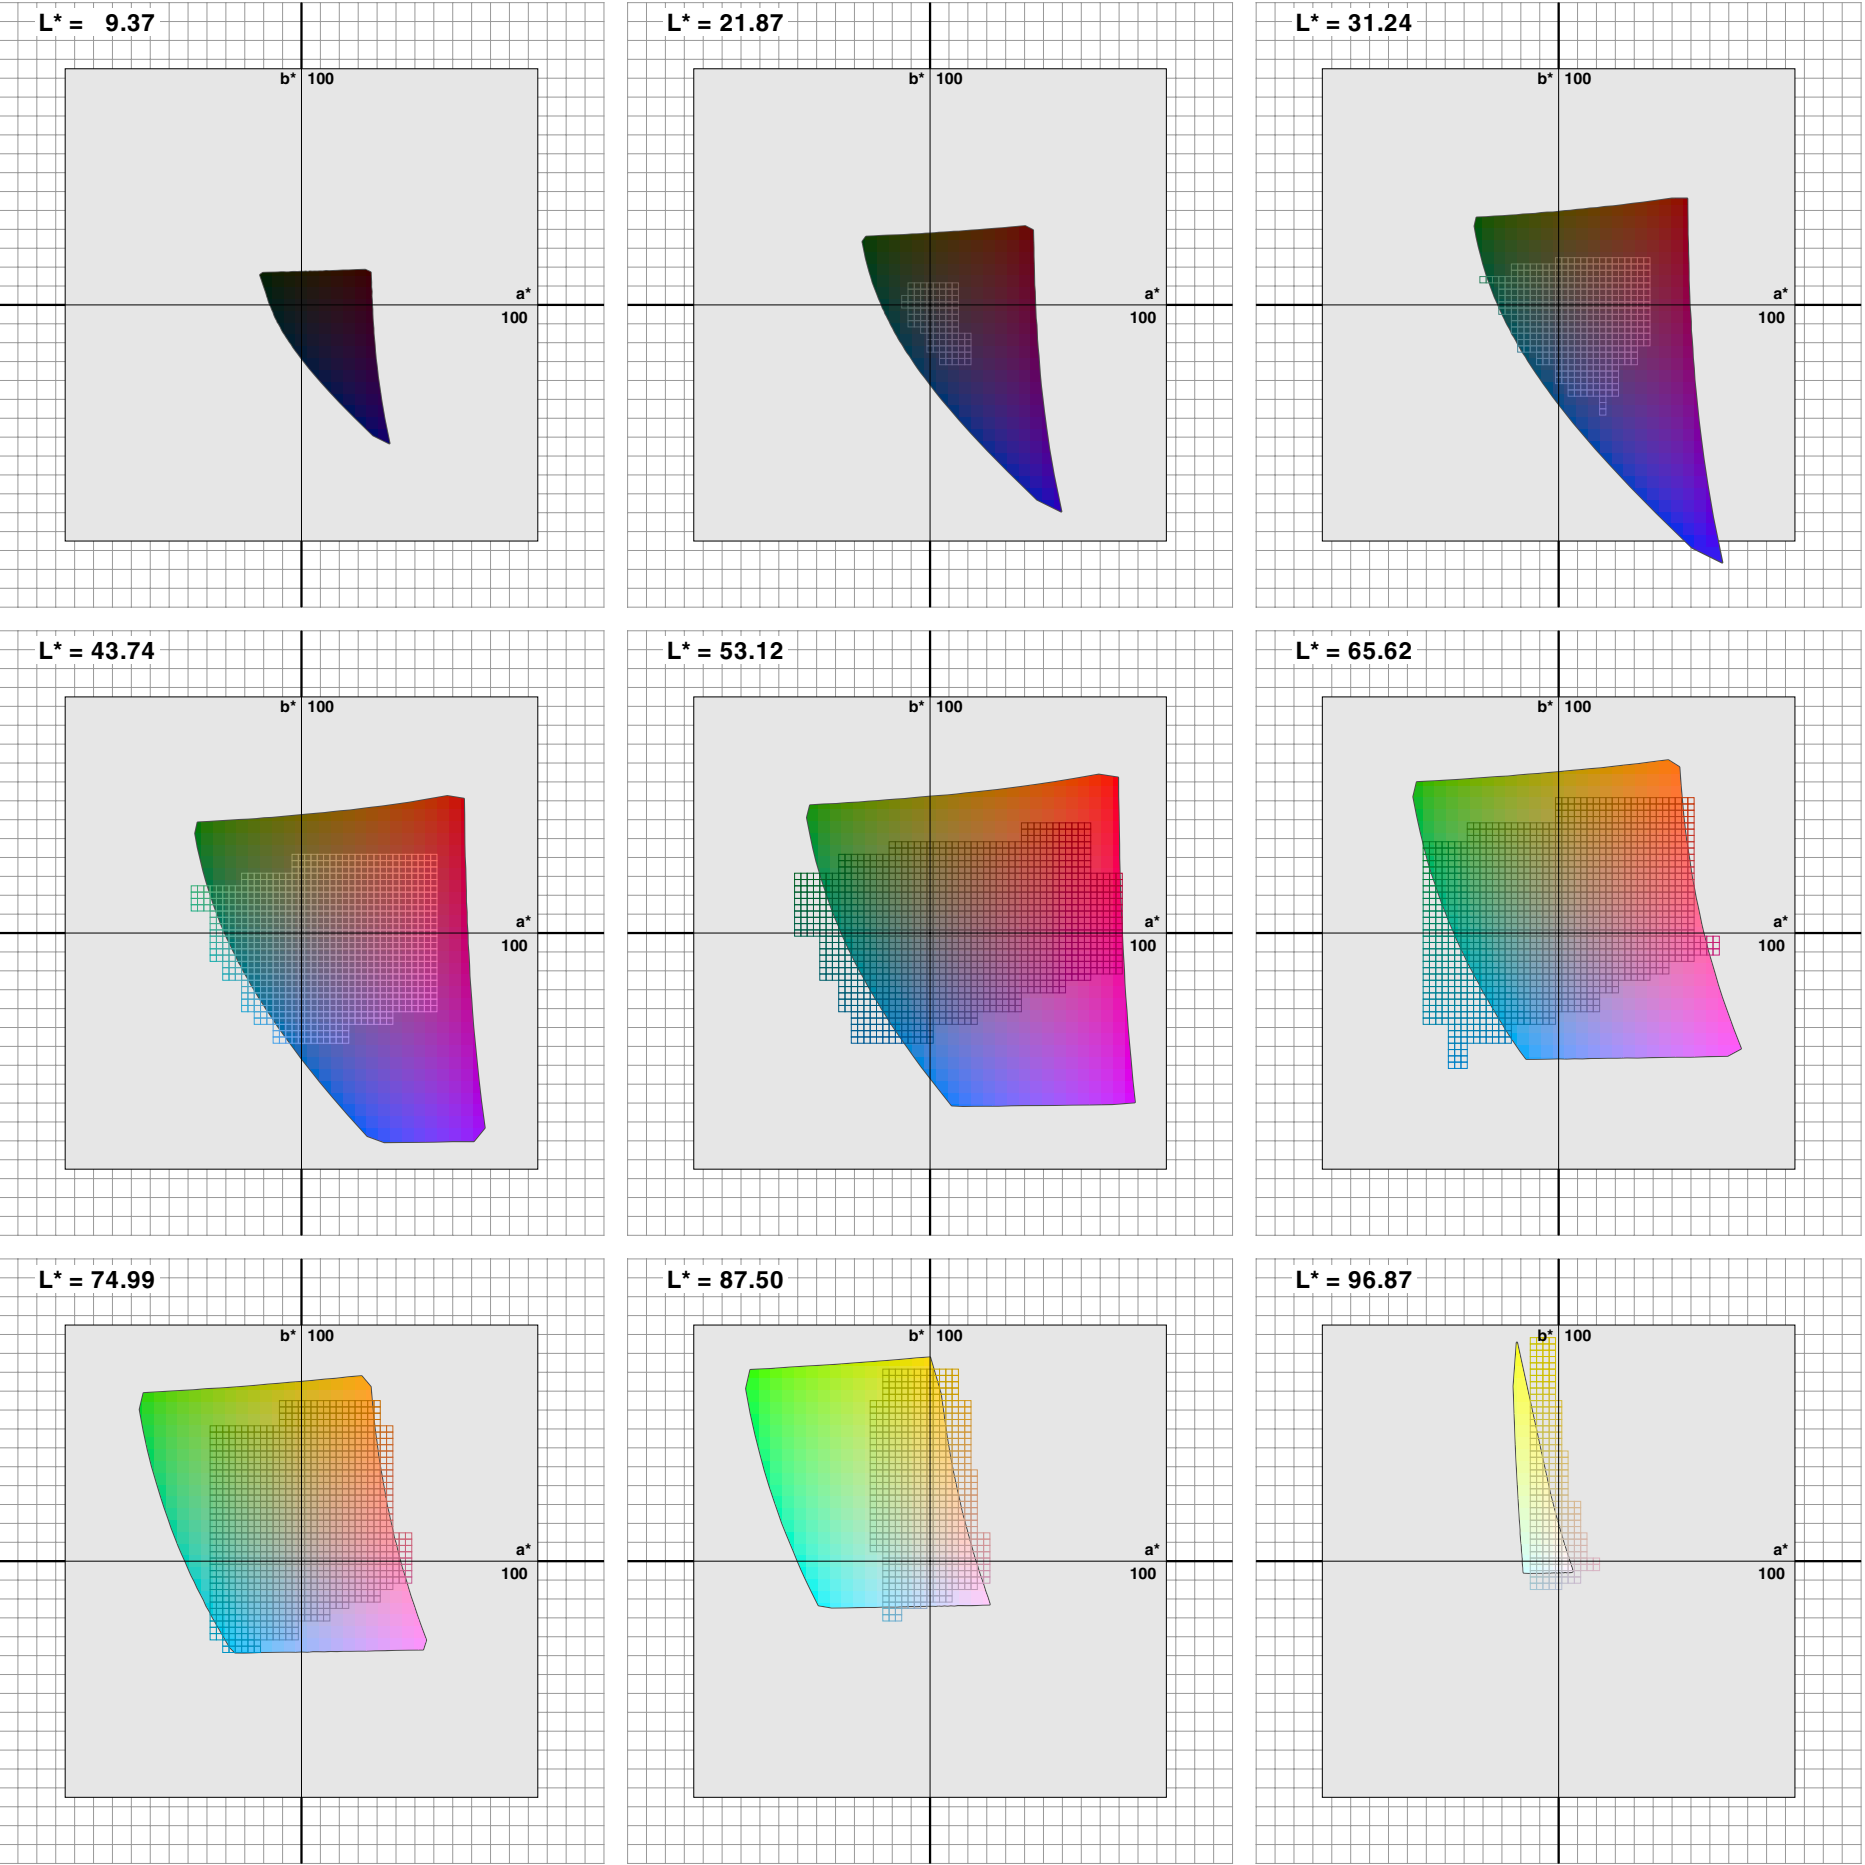 L* = 9.37
b* 100
a*
100
L* = 21.87
b* 100
a*
100
L* = 31.24
b* 100
a*
100
L* = 43.74
b* 100
a*
100
L* = 53.12
b* 100
a*
100
L* = 65.62
b* 100
a*
100
L* = 74.99
b* 100
a*
100
L* = 87.50
b* 100
a*
100
L* = 96.87
b* 100
a*
100